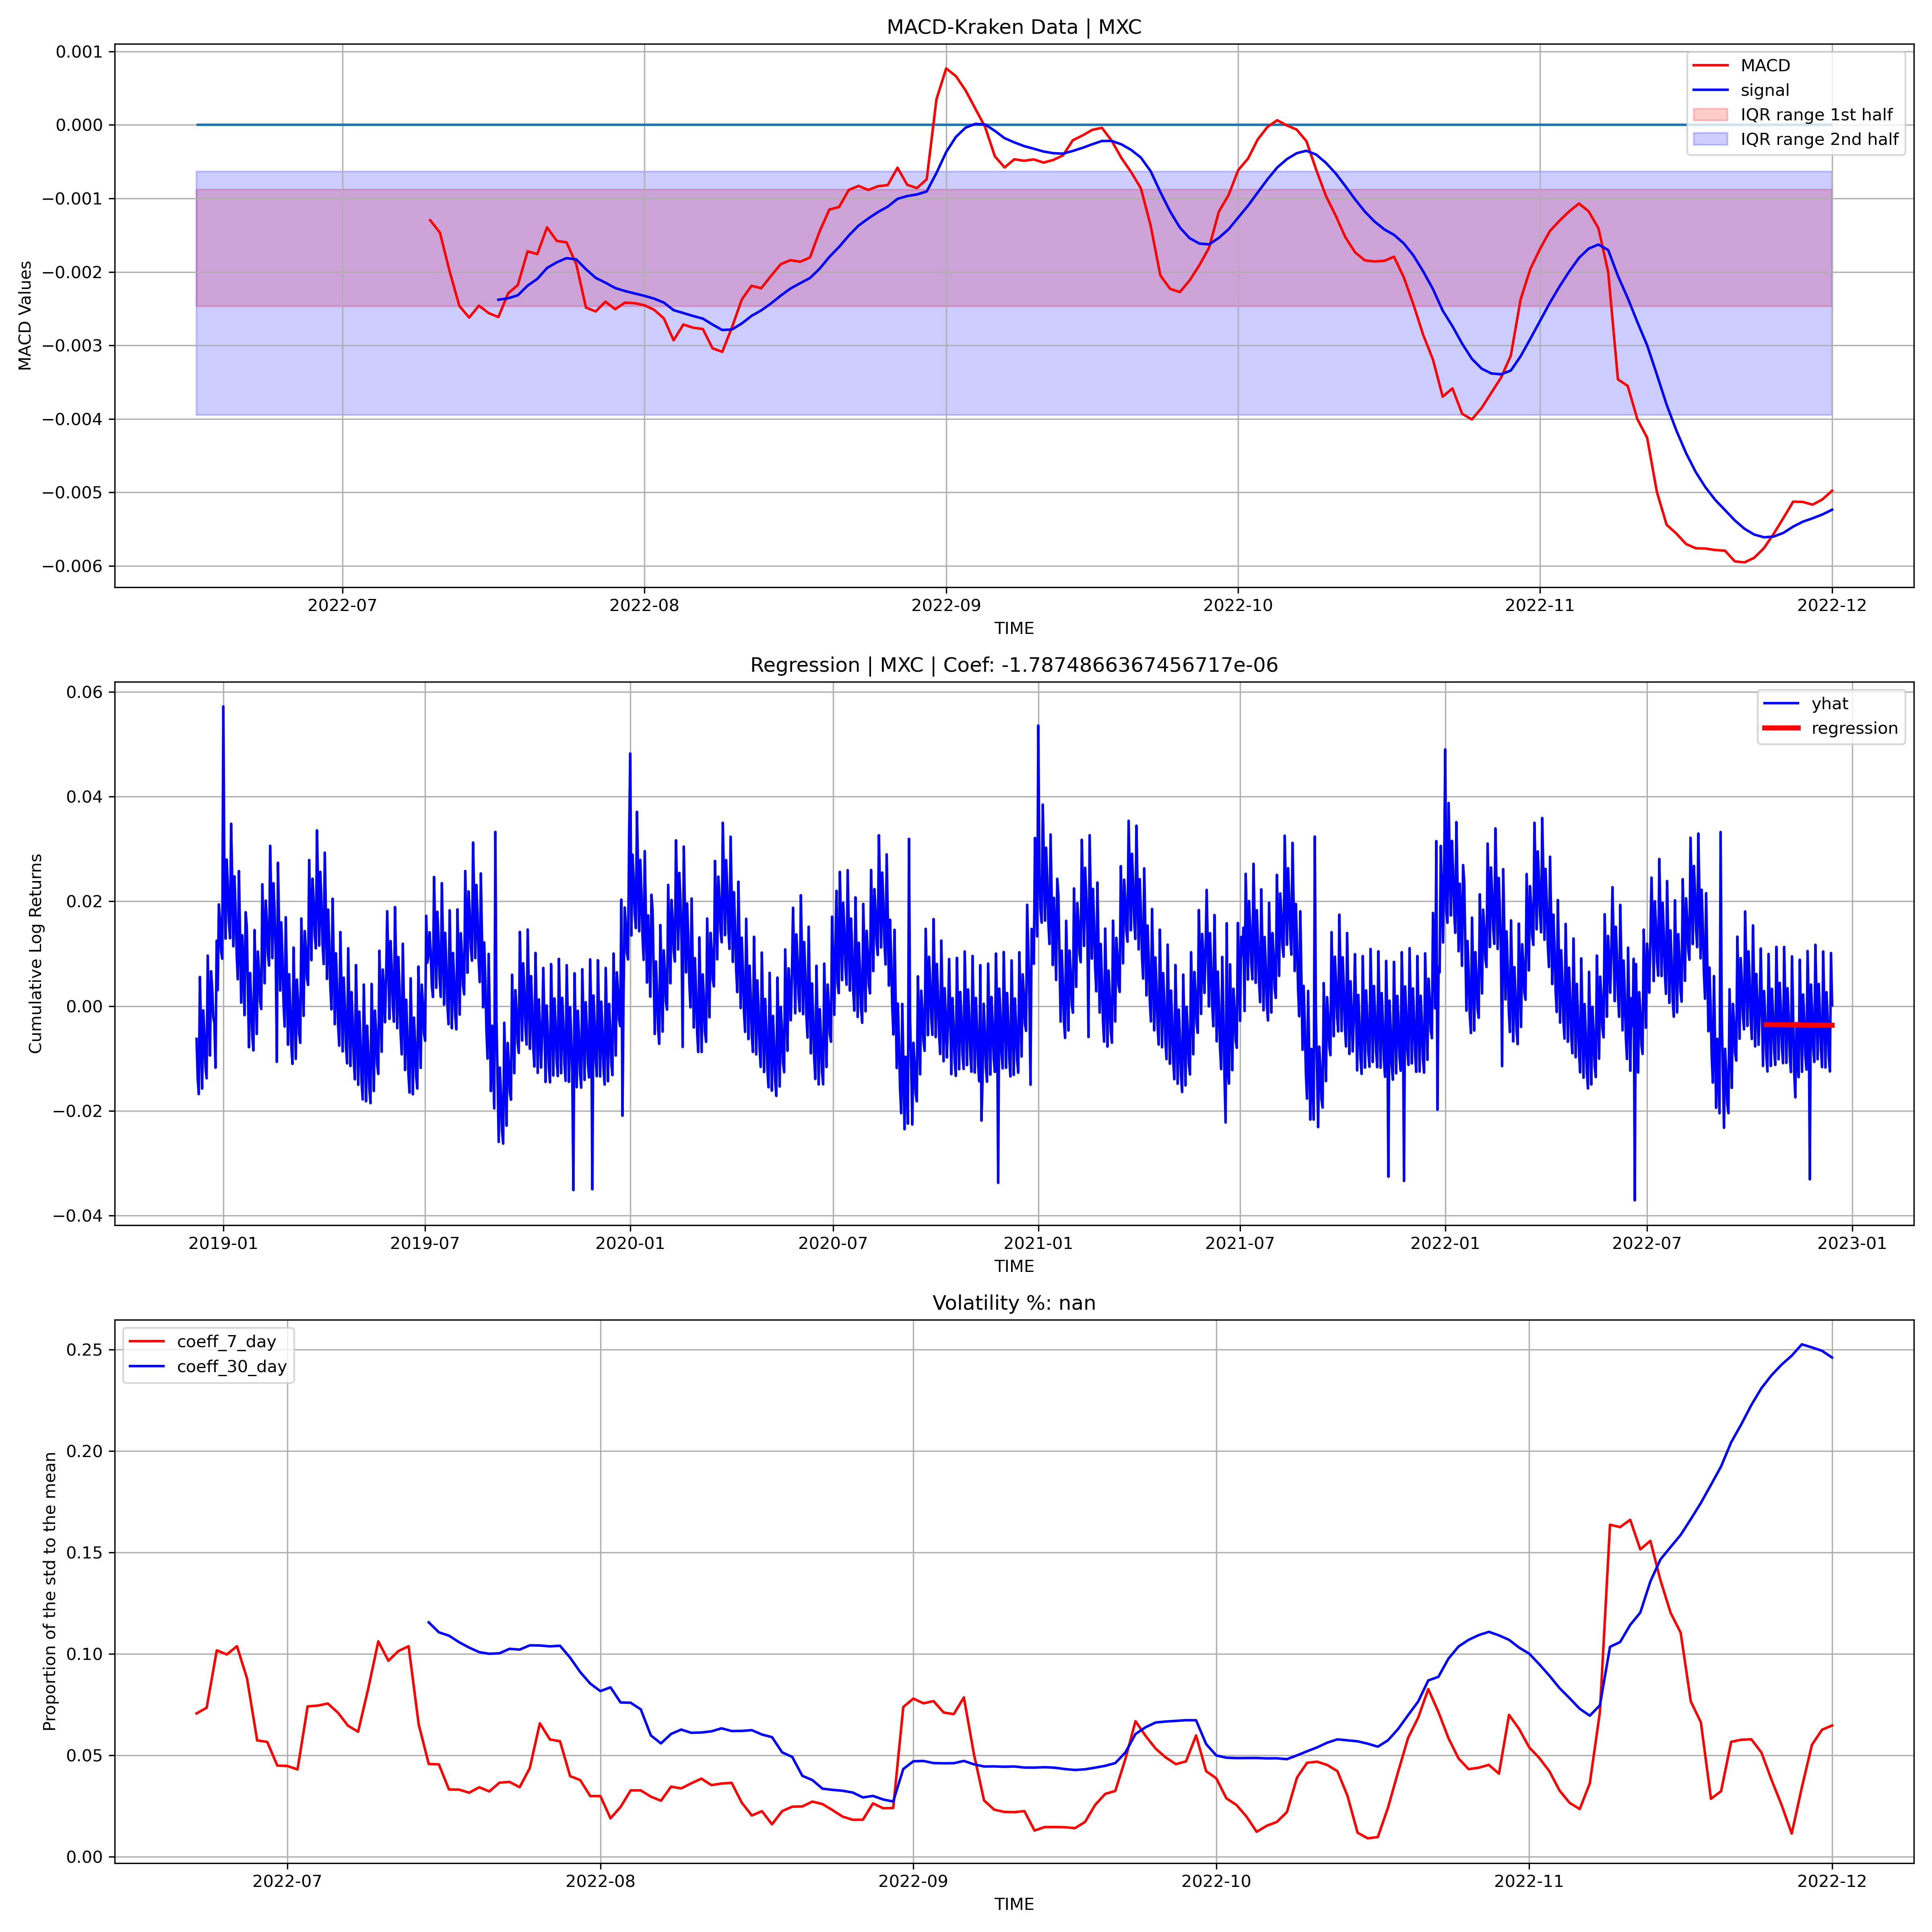 MACD-Kraken Data | MXC
0.001
0.000
−0.001
−0.002
−0.003
−0.004
−0.005
−0.006
MACD Values
MACD
signal
IQR range 1st half
IQR range 2nd half
2022-07 2022-08 2022-09 2022-10 2022-11 2022-12
TIME
Regression | MXC | Coef: -1.7874866367456717e-06
0.06
0.04
0.02
0.00
−0.02
−0.04
Cumulative Log Returns
yhat
regression
2019-01 2019-07 2020-01 2020-07 2021-01 2021-07 2022-01 2022-07 2023-01
TIME
Volatility %: nan
0.25
0.20
0.15
0.10
0.05
0.00
Proportion of the std to the mean
coeff_7_day
coeff_30_day
2022-07 2022-08 2022-09 2022-10 2022-11 2022-12
TIME